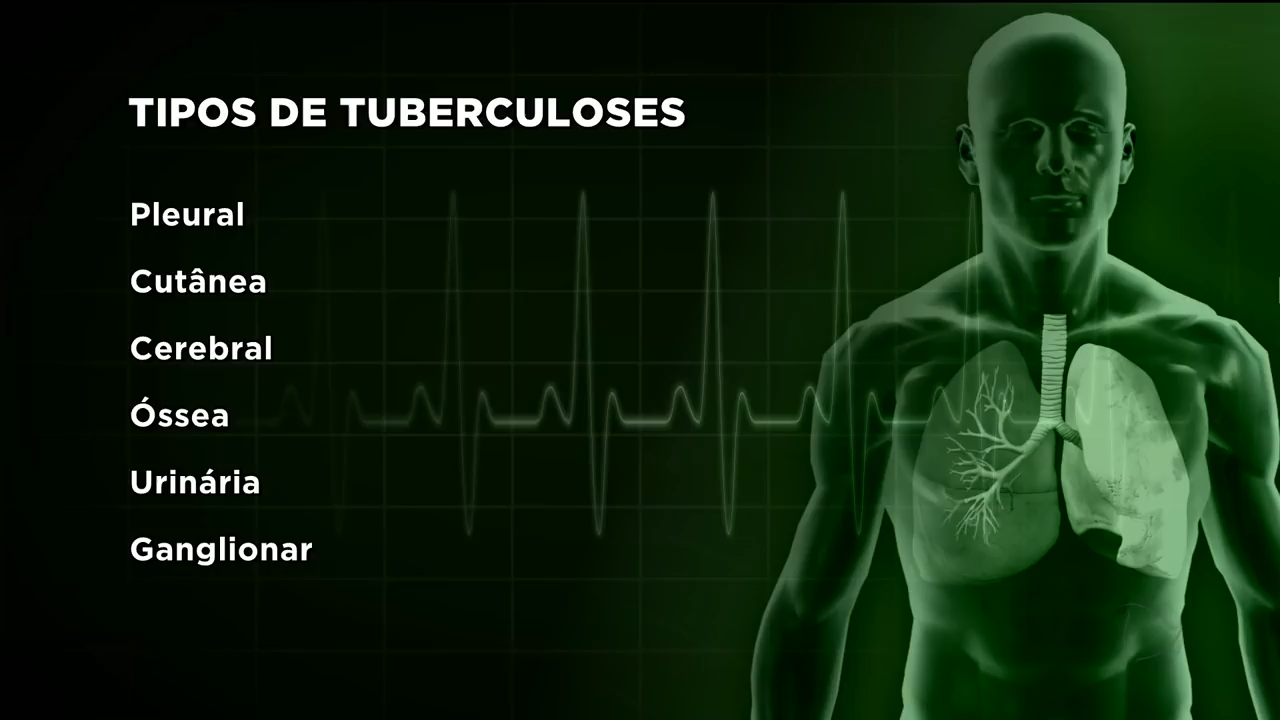 TIPOS DE TUBERCULOSES
Pleural
Cutânea
Cerebral
Óssea
Urinária
Ganglionar